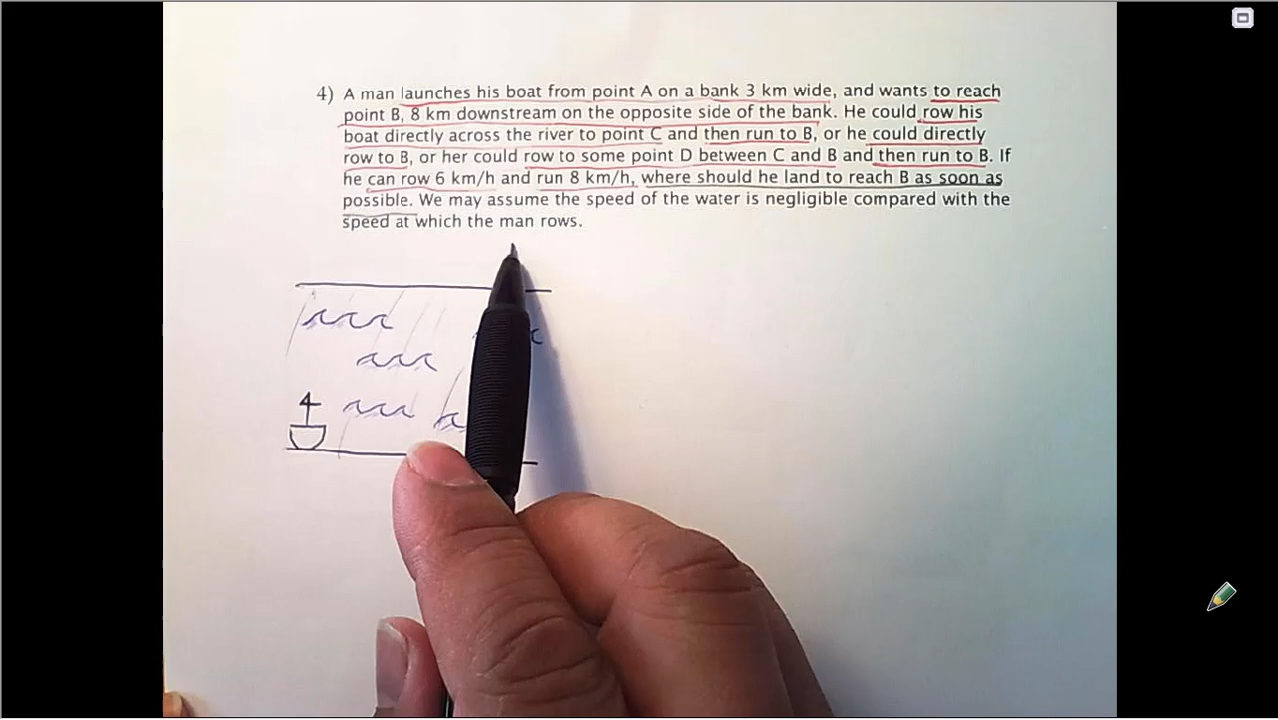 4) A man launches his boat from point A on a bank 3 km wide, and wants to reach
point B, 8 km downstream on the opposite side of the bank. He could row his
boat directly across the river to point C and then run to B, or he could directly
row to B, or her could row to some point D between C and B and then run to B. If
he can row 6 km/h and run 8 km/h, where should he land to reach B as soon as
possible. We may assume the speed of the water is negligible compared with the
speed at which the man rows.